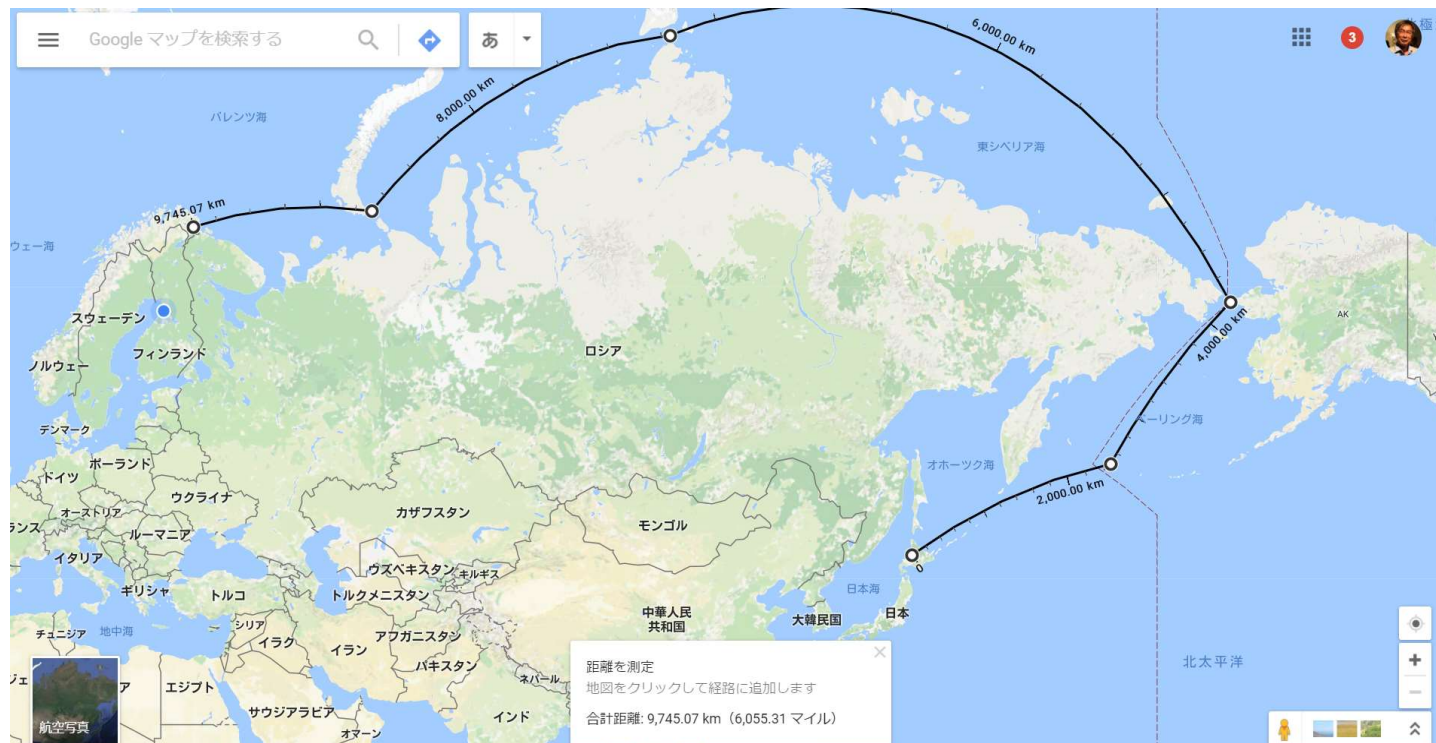 Google マップを検索する
あ
3
北極
6,000.00 km
8,000.00 km
バレンツ海
東シベリア海
9,745.07 km
ウェー海
スウェーデン
フィンランド
ノルウェー
ロシア
AK
4,000.00 km
デンマーク
ーリング海
ポーランド
ドイツ
オホーツク海
ウクライナ
2,000.00 km
オーストリア
カザフスタン
モンゴル
ランス
ルーマニア
イタリア
ウズベキスタン
キルギス
0
ギリシャ
トルコ
トルクメニスタン
日本海
中華人民
共和国
大韓民国
日本
シリア
チュニジア
地中海
イラク
イラン
アフガニスタン
パキスタン
北太平洋
ジェ
ア
エジプト
ネパール
サウジアラビア
インド
オマーン
航空写真
距離を測定
地図をクリックして経路に追加します
合計距離: 9,745.07 km（6,055.31 マイル）